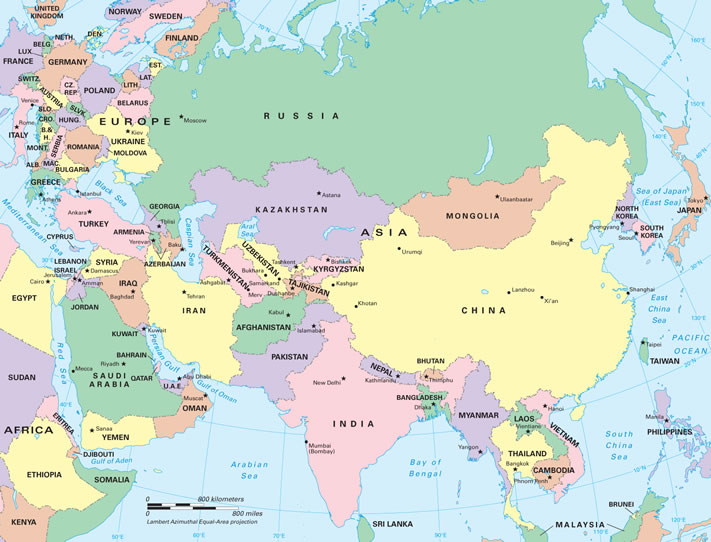 UNITED
KINGDOM
NORWAY
SWEDEN
FINLAND
NETH.
DEN.
BELG.
LUX.
FRANCE
GERMANY
EST.
LAT.
LITH.
SWITZ.
CZ.
REP.
POLAND
BELARUS
AUSTRIA
SLVK.
EUROPE
Moscow
RUSSIA
Venice
SLO.
CRO.
HUNG.
Kiev
UKRAINE
MOLDOVA
ITALY
Rome
B.&
H.
MONT.
SERBIA
ROMANIA
ALB.
MAC.
BULGARIA
GREECE
Athens
Istanbul
Black Sea
Mediterranean Sea
Ankara
TURKEY
GEORGIA
Tbilisi
ARMENIA
Yerevan
Baku
AZERBAIJAN
Caspian Sea
Aral
Sea
KAZAKHSTAN
Astana
ASIA
MONGOLIA
Ulaanbaatar
Urumqi
Beijing
NORTH
KOREA
Pyongyang
Seoul
SOUTH
KOREA
Sea of Japan
(East Sea)
Tokyo
JAPAN
CYPRUS
LEBANON
ISRAEL
Jerusalem
SYRIA
Damascus
Amman
JORDAN
IRAQ
Baghdad
Cairo
EGYPT
TURKMENISTAN
Ashgabat
UZBEKISTAN
Bukhara
Samarkand
Merv
Tashkent
Bishkek
KYRGYZSTAN
Dushanbe
TAJIKISTAN
Kashgar
Khotan
Tehran
IRAN
Kabul
AFGHANISTAN
Islamabad
PAKISTAN
CHINA
Lanzhou
Xi'an
Shanghai
East
China
Sea
PACIFIC
OCEAN
Taipei
TAIWAN
KUWAIT
Kuwait
Persian Gulf
BAHRAIN
Riyadh
QATAR
Abu Dhabi
U.A.E.
Gulf of Oman
Muscat
OMAN
SAUDI
ARABIA
Mecca
Red Sea
SUDAN
AFRICA
ERITREA
Sanaa
YEMEN
DJIBOUTI
Gulf of Aden
ETHIOPIA
SOMALIA
KENYA
New Delhi
NEPAL
Kathmandu
BHUTAN
Thimphu
BANGLADESH
Dhaka
INDIA
Mumbai
(Bombay)
Arabian
Sea
Bay of
Bengal
SRI LANKA
MYANMAR
Yangon
LAOS
Vientiane
Hanoi
VIETNAM
THAILAND
Bangkok
CAMBODIA
Phnom Penh
South
China
Sea
Manila
PHILIPPINES
BRUNEI
MALAYSIA
0
800 kilometers
0
800 miles
Lambert Azimuthal Equal-Area projection
160°E
150°E
140°E
130°E
120°E